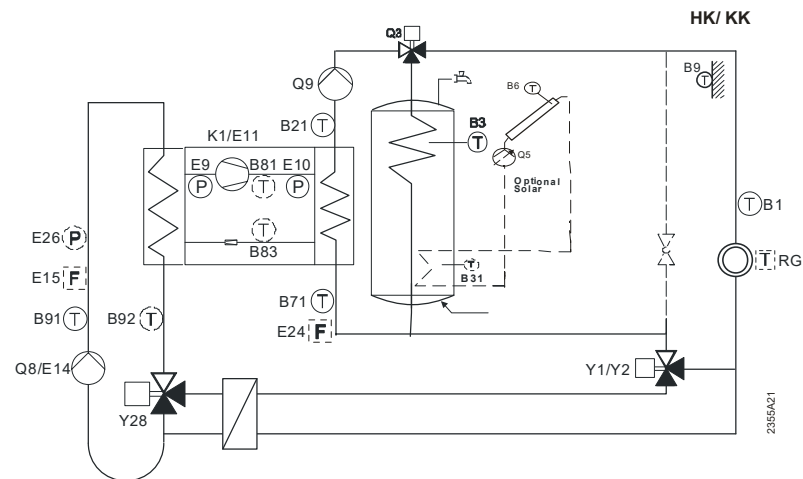 HK/ KK
Q3
B9
T
Q9
B6
T
B21
T
B3
T
K1/E11
E9
B81
E10
P
T
P
Q5
Optional
Solar
T
B1
E26
P
T
B83
T
B31
T
RG
E15
F
B71
T
B91
T
B92
T
E24
F
Q8/E14
Y1/Y2
Y28
2355A21